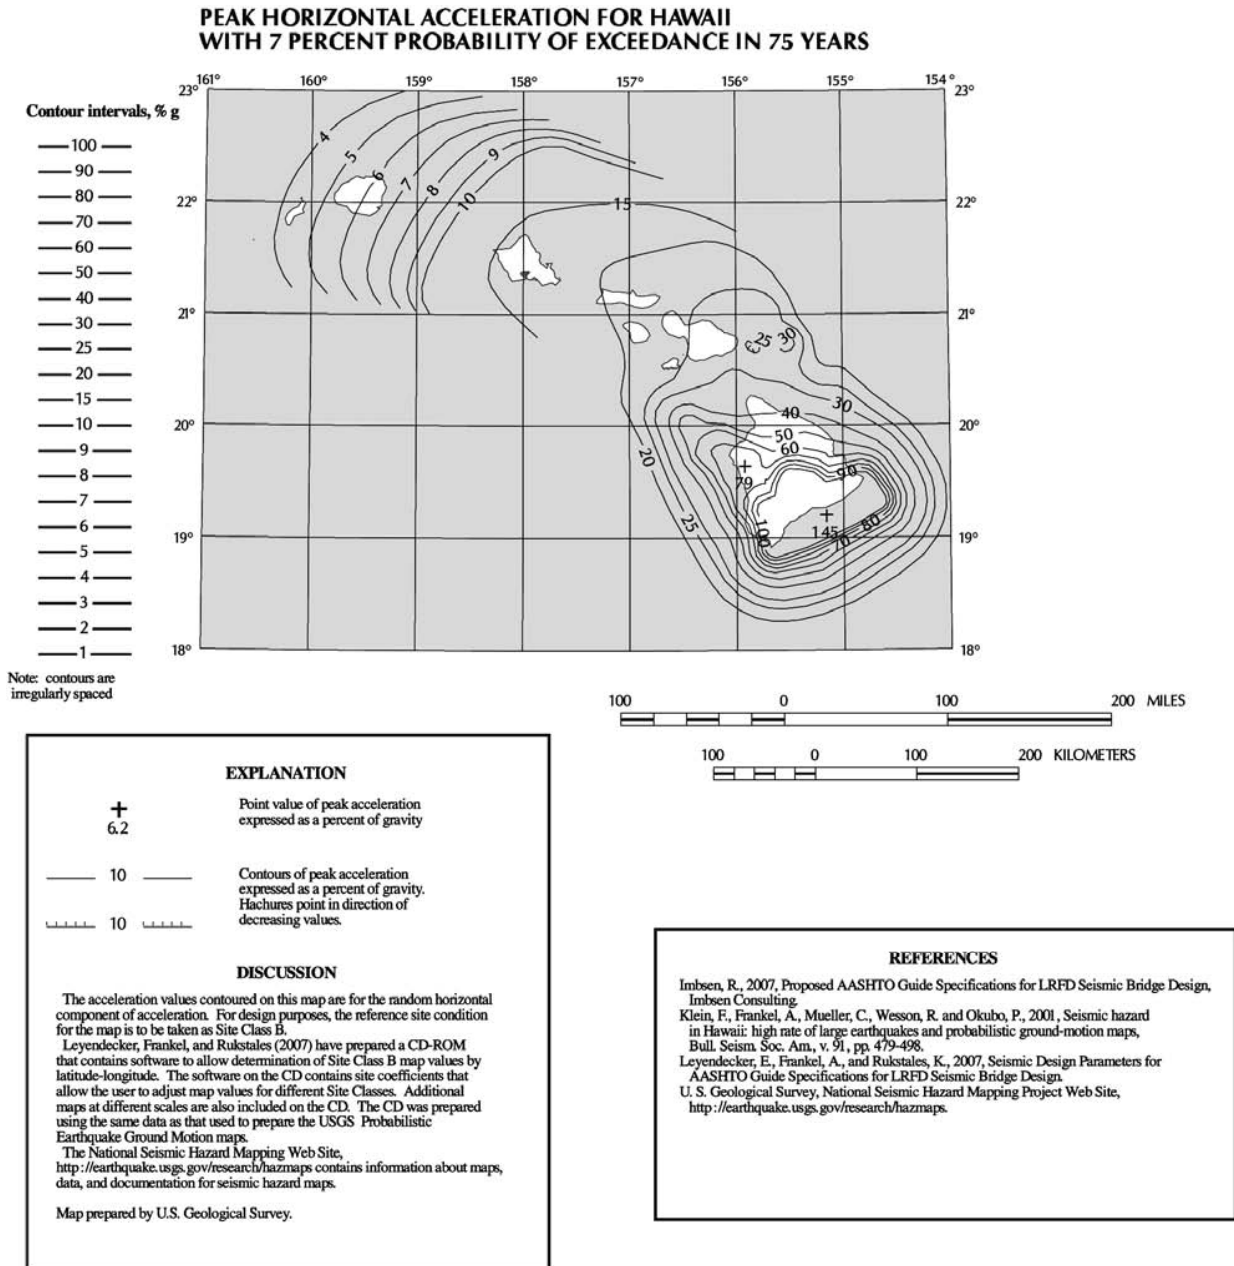 PEAK HORIZONTAL ACCELERATION FOR HAWAII
WITH 7 PERCENT PROBABILITY OF EXCEEDANCE IN 75 YEARS
161° 160° 159° 158° 157° 156° 155° 154°
23° 23°
Contour intervals, % g
100
90
80
70
60
50
40
30
25
20
15
10
9
8
7
6
5
4
3
2
1
Note: contours are
irregularly spaced
4
5
6
7
8
9
10
15
22° 22°
21° 21°
25
30
30
20° 20°
40
50
60
20
79
90
25
100
145
80
70
19° 19°
18° 18°
100 0 100 200 MILES
100 0 100 200 KILOMETERS
EXPLANATION
+
6.2
Point value of peak acceleration
expressed as a percent of gravity
10
Contours of peak acceleration
expressed as a percent of gravity.
Hachures point in direction of
decreasing values.
10
DISCUSSION
The acceleration values contoured on this map are for the random horizontal
component of acceleration. For design purposes, the reference site condition
for the map is to be taken as Site Class B.
Leyendecker, Frankel, and Rukstales (2007) have prepared a CD-ROM
that contains software to allow determination of Site Class B map values by
latitude-longitude. The software on the CD contains site coefficients that
allow the user to adjust map values for different Site Classes. Additional
maps at different scales are also included on the CD. The CD was prepared
using the same data as that used to prepare the USGS Probabilistic
Earthquake Ground Motion maps.
The National Seismic Hazard Mapping Web Site,
http://earthquake.usgs.gov/research/hazmaps contains information about maps,
data, and documentation for seismic hazard maps.
Map prepared by U.S. Geological Survey.
REFERENCES
Imbsen, R., 2007, Proposed AASHTO Guide Specifications for LRFD Seismic Bridge Design,
Imbsen Consulting.
Klein, F., Frankel, A., Mueller, C., Wesson, R. and Okubo, P., 2001, Seismic hazard
in Hawaii: high rate of large earthquakes and probabilistic ground-motion maps,
Bull. Seism. Soc. Am., v. 91, pp. 479-498.
Leyendecker, E., Frankel, A., and Rukstales, K., 2007, Seismic Design Parameters for
AASHTO Guide Specifications for LRFD Seismic Bridge Design.
U. S. Geological Survey, National Seismic Hazard Mapping Project Web Site,
http://earthquake.usgs.gov/research/hazmaps.